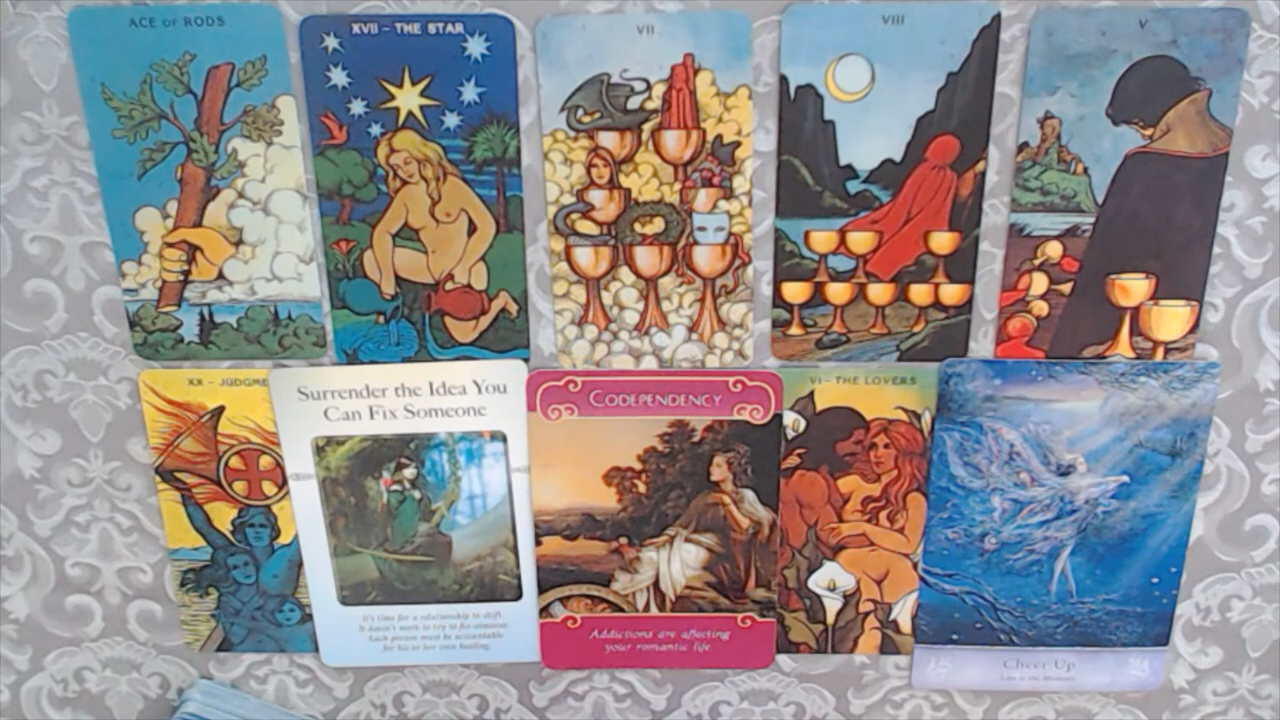 ACE OF RODS
XVII – THE STAR
VII
VIII
V
XX – JUDGME
Surrender the Idea You
Can Fix Someone
It's time for a relationship to shift.
It doesn't work to try to fix someone.
Each person must be accountable
for his or her own healing.
CODEPENDENCY
Addictions are affecting
your romantic life
VI – THE LOVERS
Cheer Up